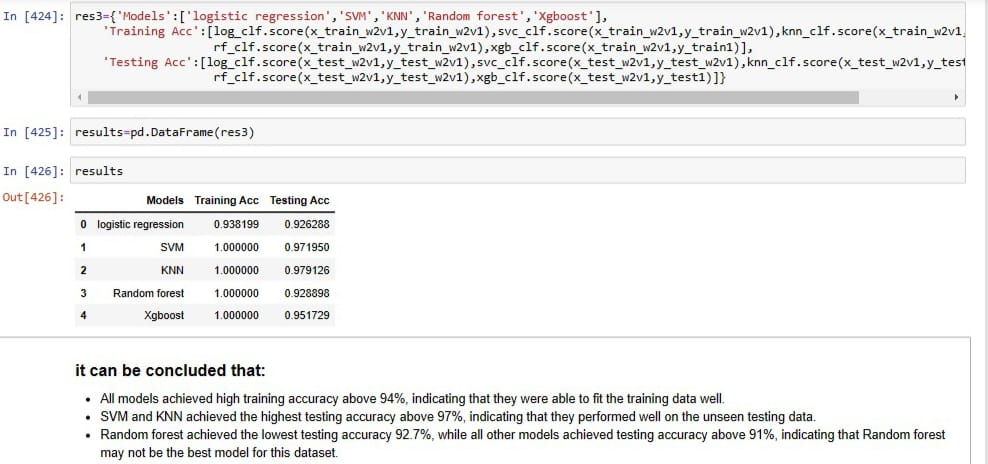 In [424]: res3={'Models':['logistic regression','SVM','KNN','Random forest','Xgboost'],
'Training Acc':[log_clf.score(x_train_w2v1,y_train_w2v1),svc_clf.score(x_train_w2v1,y_train_w2v1),knn_clf.score(x_train_w2v1,
rf_clf.score(x_train_w2v1,y_train_w2v1),xgb_clf.score(x_train_w2v1,y_train1)],
'Testing Acc':[log_clf.score(x_test_w2v1,y_test_w2v1),svc_clf.score(x_test_w2v1,y_test_w2v1),knn_clf.score(x_test_w2v1,y_test
rf_clf.score(x_test_w2v1,y_test_w2v1),xgb_clf.score(x_test_w2v1,y_test1)]}
In [425]: results=pd.DataFrame(res3)
In [426]: results
Out[426]:
Models Training Acc Testing Acc
0 logistic regression 0.938199 0.926288
1 SVM 1.000000 0.971950
2 KNN 1.000000 0.979126
3 Random forest 1.000000 0.928898
4 Xgboost 1.000000 0.951729
it can be concluded that:
• All models achieved high training accuracy above 94%, indicating that they were able to fit the training data well.
• SVM and KNN achieved the highest testing accuracy above 97%, indicating that they performed well on the unseen testing data.
• Random forest achieved the lowest testing accuracy 92.7%, while all other models achieved testing accuracy above 91%, indicating that Random forest
may not be the best model for this dataset.